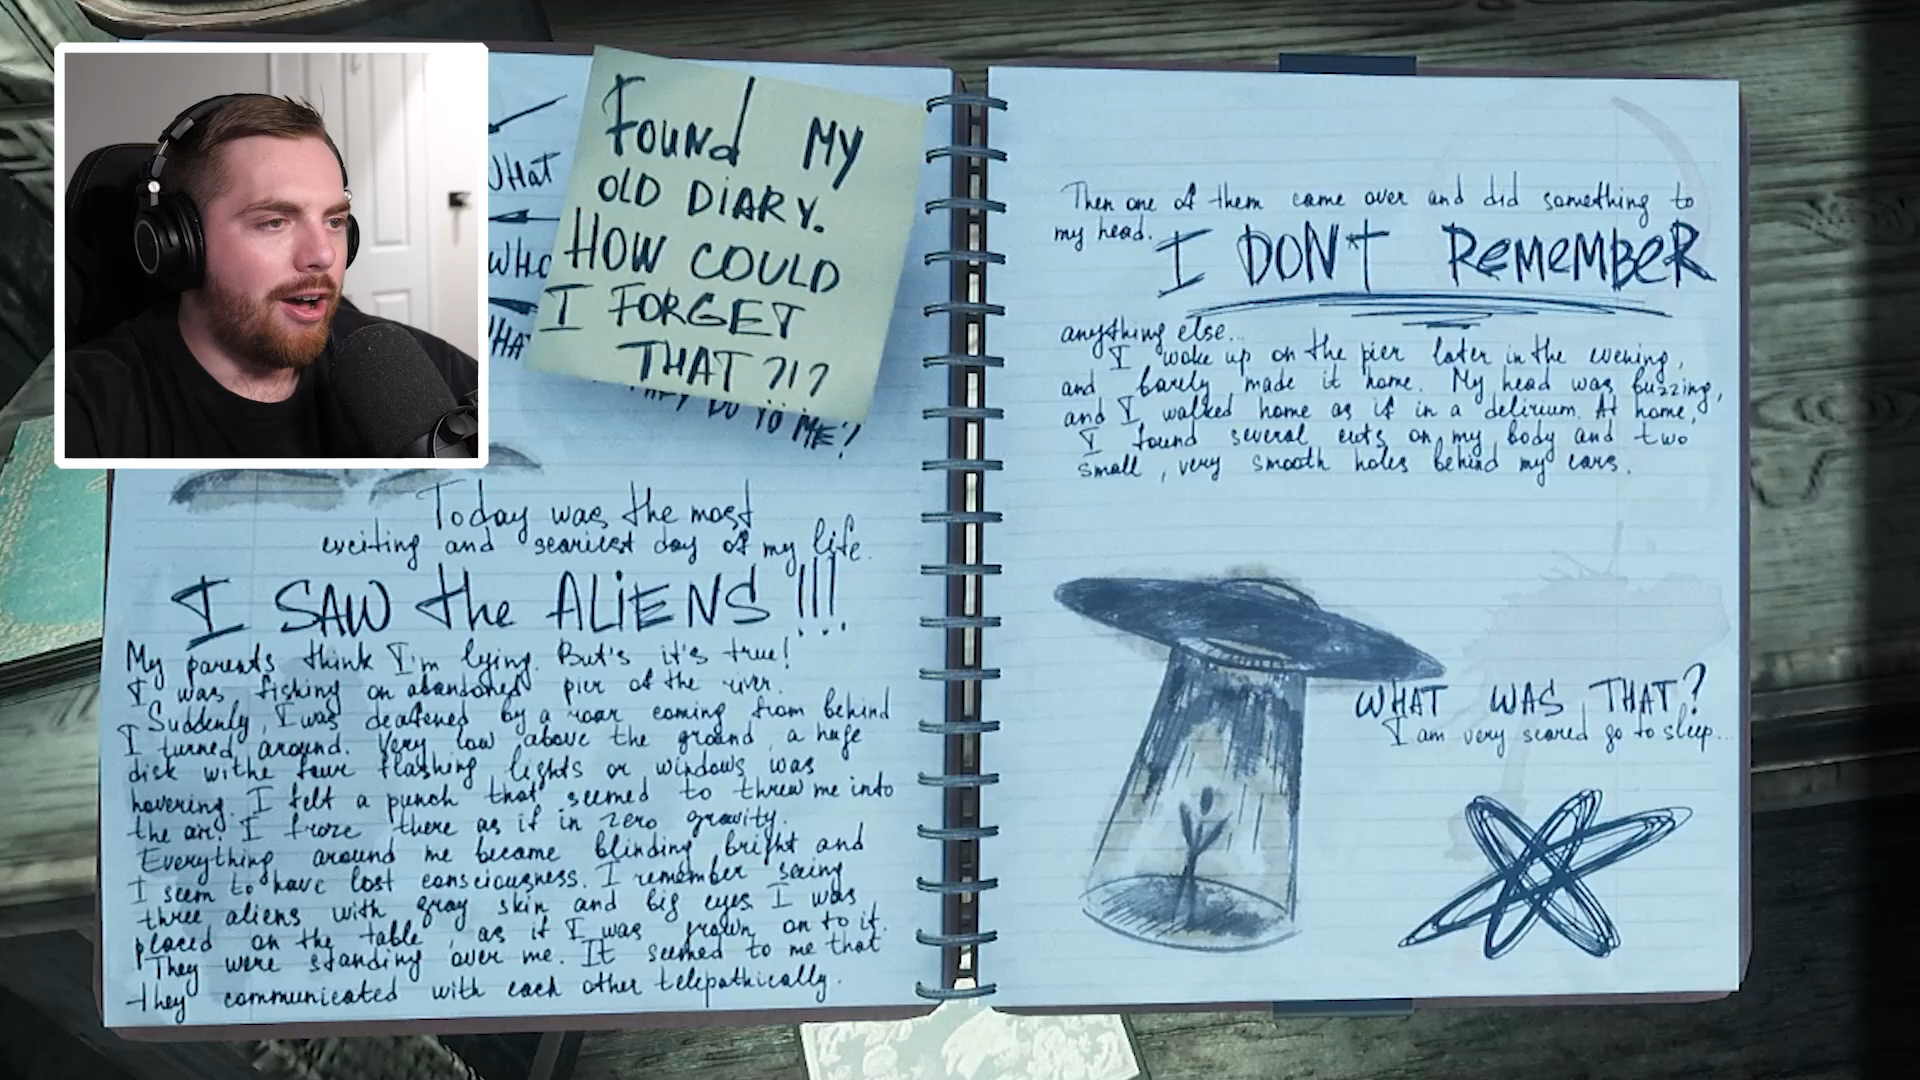 WHAT
WHO
WHAT
FOUND MY
OLD DIARY.
HOW COULD
I FORGET
THAT ?!?
THEY DO TO ME?
Today was the most
exciting and scariest day of my life.
I SAW the ALiENS !!!
My parents think I'm lying. But's it's true!
I was fishing on abandoned pier of the river.
Suddenly, I was deafened by a roar coming from behind
I turned around. Very low above the ground, a huge
disk withe four flashing lights or windows was
hovering. I felt a punch that seemed to threw me into
the air. I froze there as if in zero gravity.
Everything around me became blinding bright and
I seem to have lost consciousness. I remember seeing
three aliens with gray skin and big eyes. I was
placed on the table, as if I was grown on to it.
They were standing over me. It seemed to me that
they communicated with each other telepathically.
Then one of them came over and did something to
my head. I DON't REMEMBER
anything else...
I woke up on the pier later in the evening,
and barely made it home. My head was buzzing,
and I walked home as if in a delirium. At home,
I found several cuts on my body and two
small, very smooth holes behind my ears.
WHAT WAS THAT?
I am very scared go to sleep...